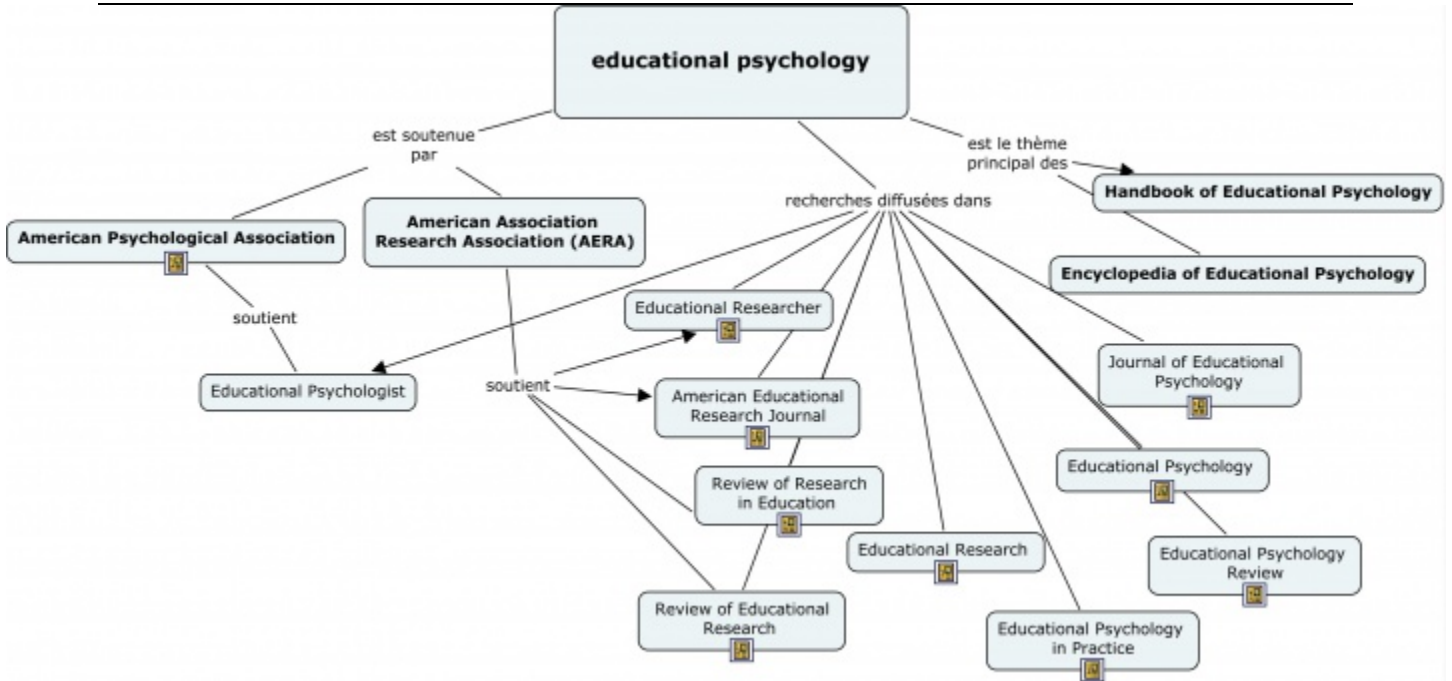 educational psychology
est soutenue
par
est le thème
principal des
Handbook of Educational Psychology
recherches diffusées dans
American Psychological Association
American Association
Research Association (AERA)
Encyclopedia of Educational Psychology
soutient
Educational Researcher
Educational Psychologist
soutient
American Educational
Research Journal
Journal of Educational
Psychology
Educational Psychology
Review of Research
in Education
Educational Research
Educational Psychology
Review
Review of Educational
Research
Educational Psychology
in Practice